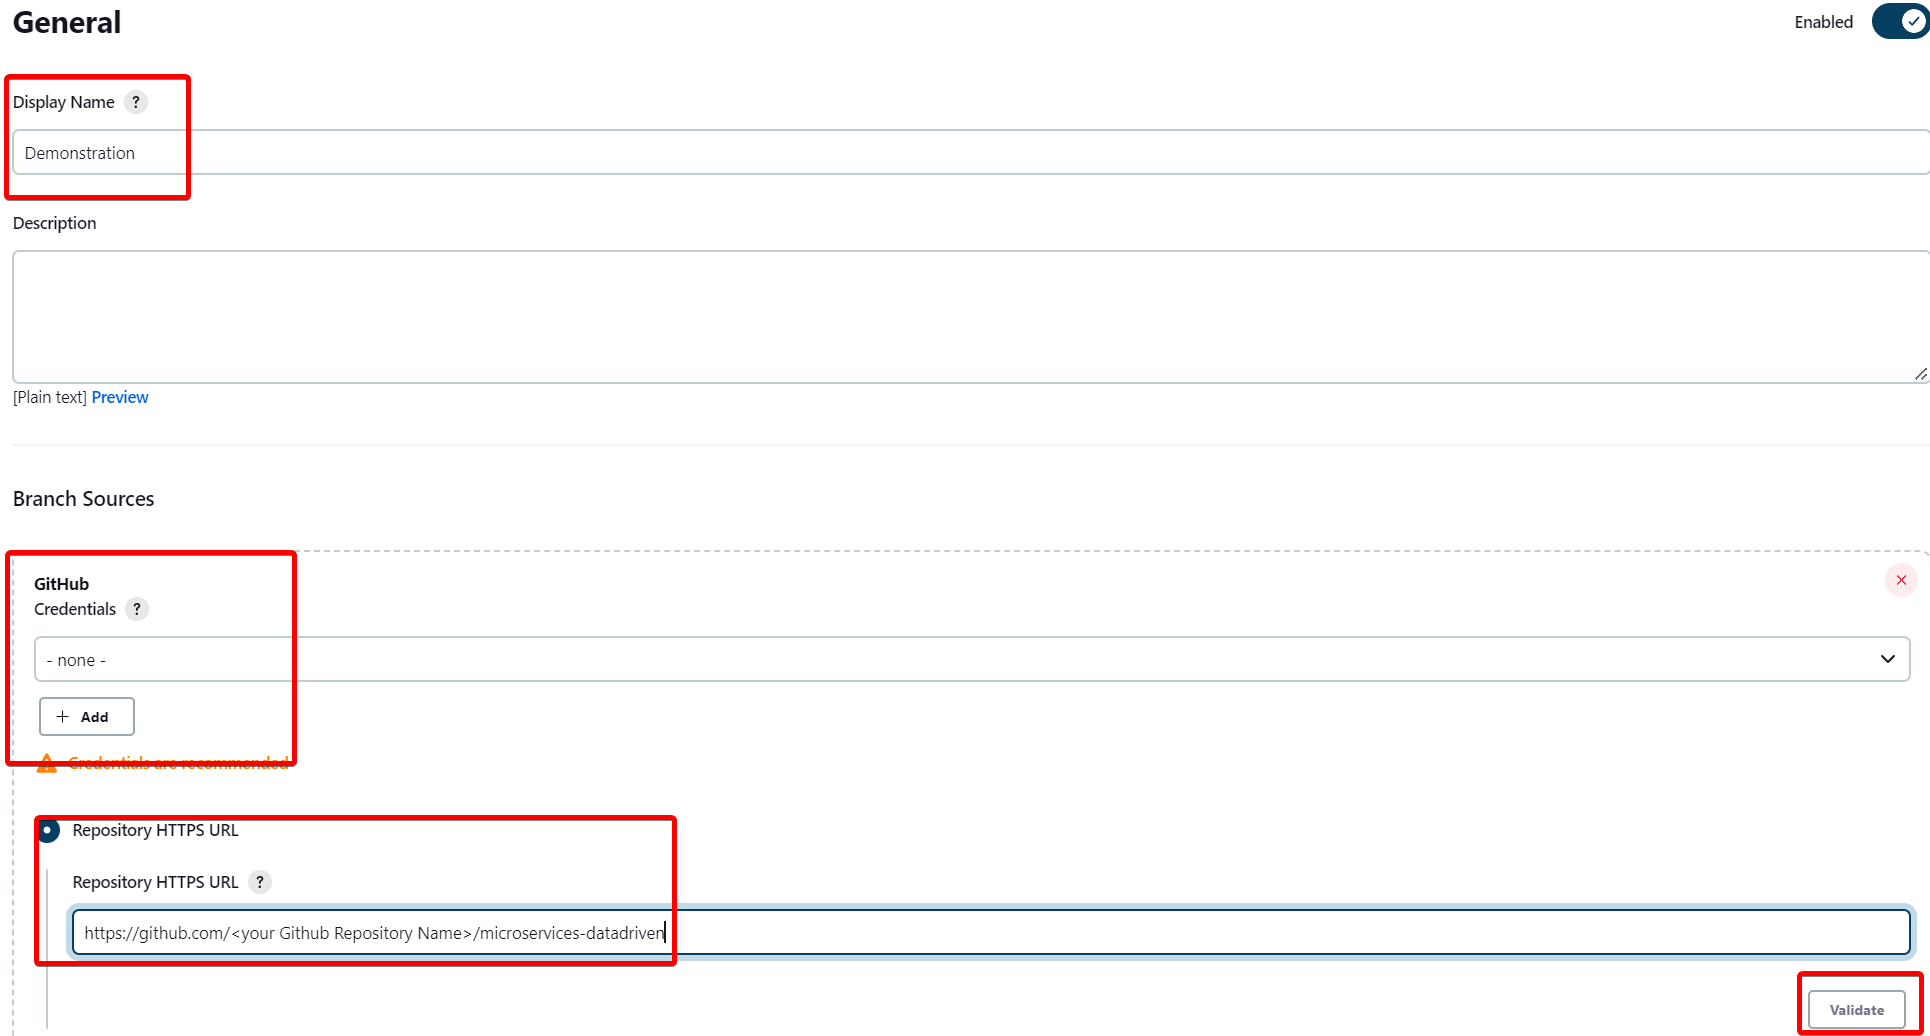 General
Enabled
Display Name ?
Demonstration
Description
[Plain text] Preview
Branch Sources
GitHub
Credentials ?
- none -
+ Add
Credentials are recommended
Repository HTTPS URL
Repository HTTPS URL ?
https://github.com/<your Github Repository Name>/microservices-datadriven
Validate